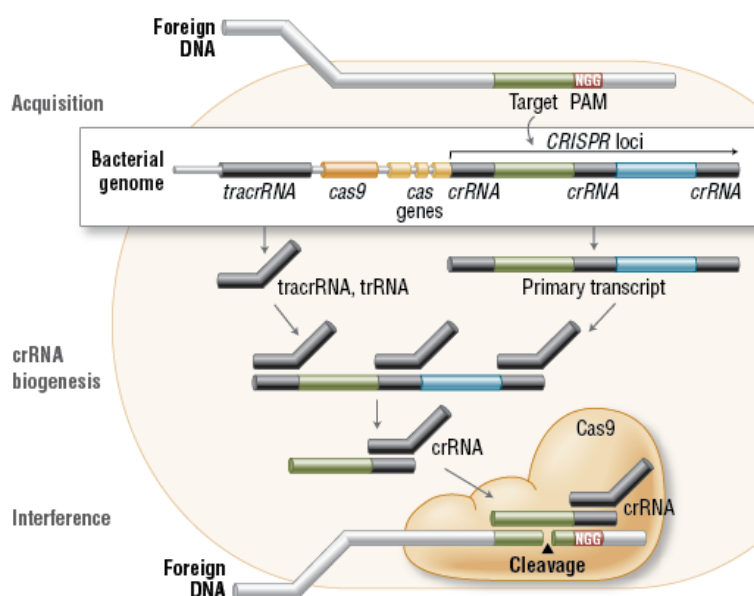 Foreign
DNA
NGG
Acquisition
Target PAM
CRISPR loci
Bacterial
genome
tracrRNA cas9 cas
genes
crRNA crRNA crRNA
tracrRNA, trRNA
Primary transcript
crRNA
biogenesis
Cas9
crRNA
crRNA
Interference
NGG
Cleavage
Foreign
DNA